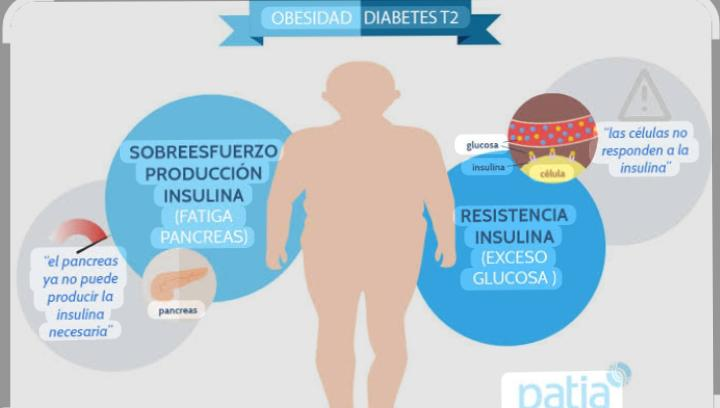 OBESIDAD DIABETES T2
SOBREESFUERZO
PRODUCCIÓN
INSULINA
(FATIGA
PANCREAS)
"el pancreas
ya no puede
producir la
insulina
necesaria"
pancreas
glucosa
insulina
célula
"las células no
responden a la
insulina"
RESISTENCIA
INSULINA
(EXCESO
GLUCOSA )
patia